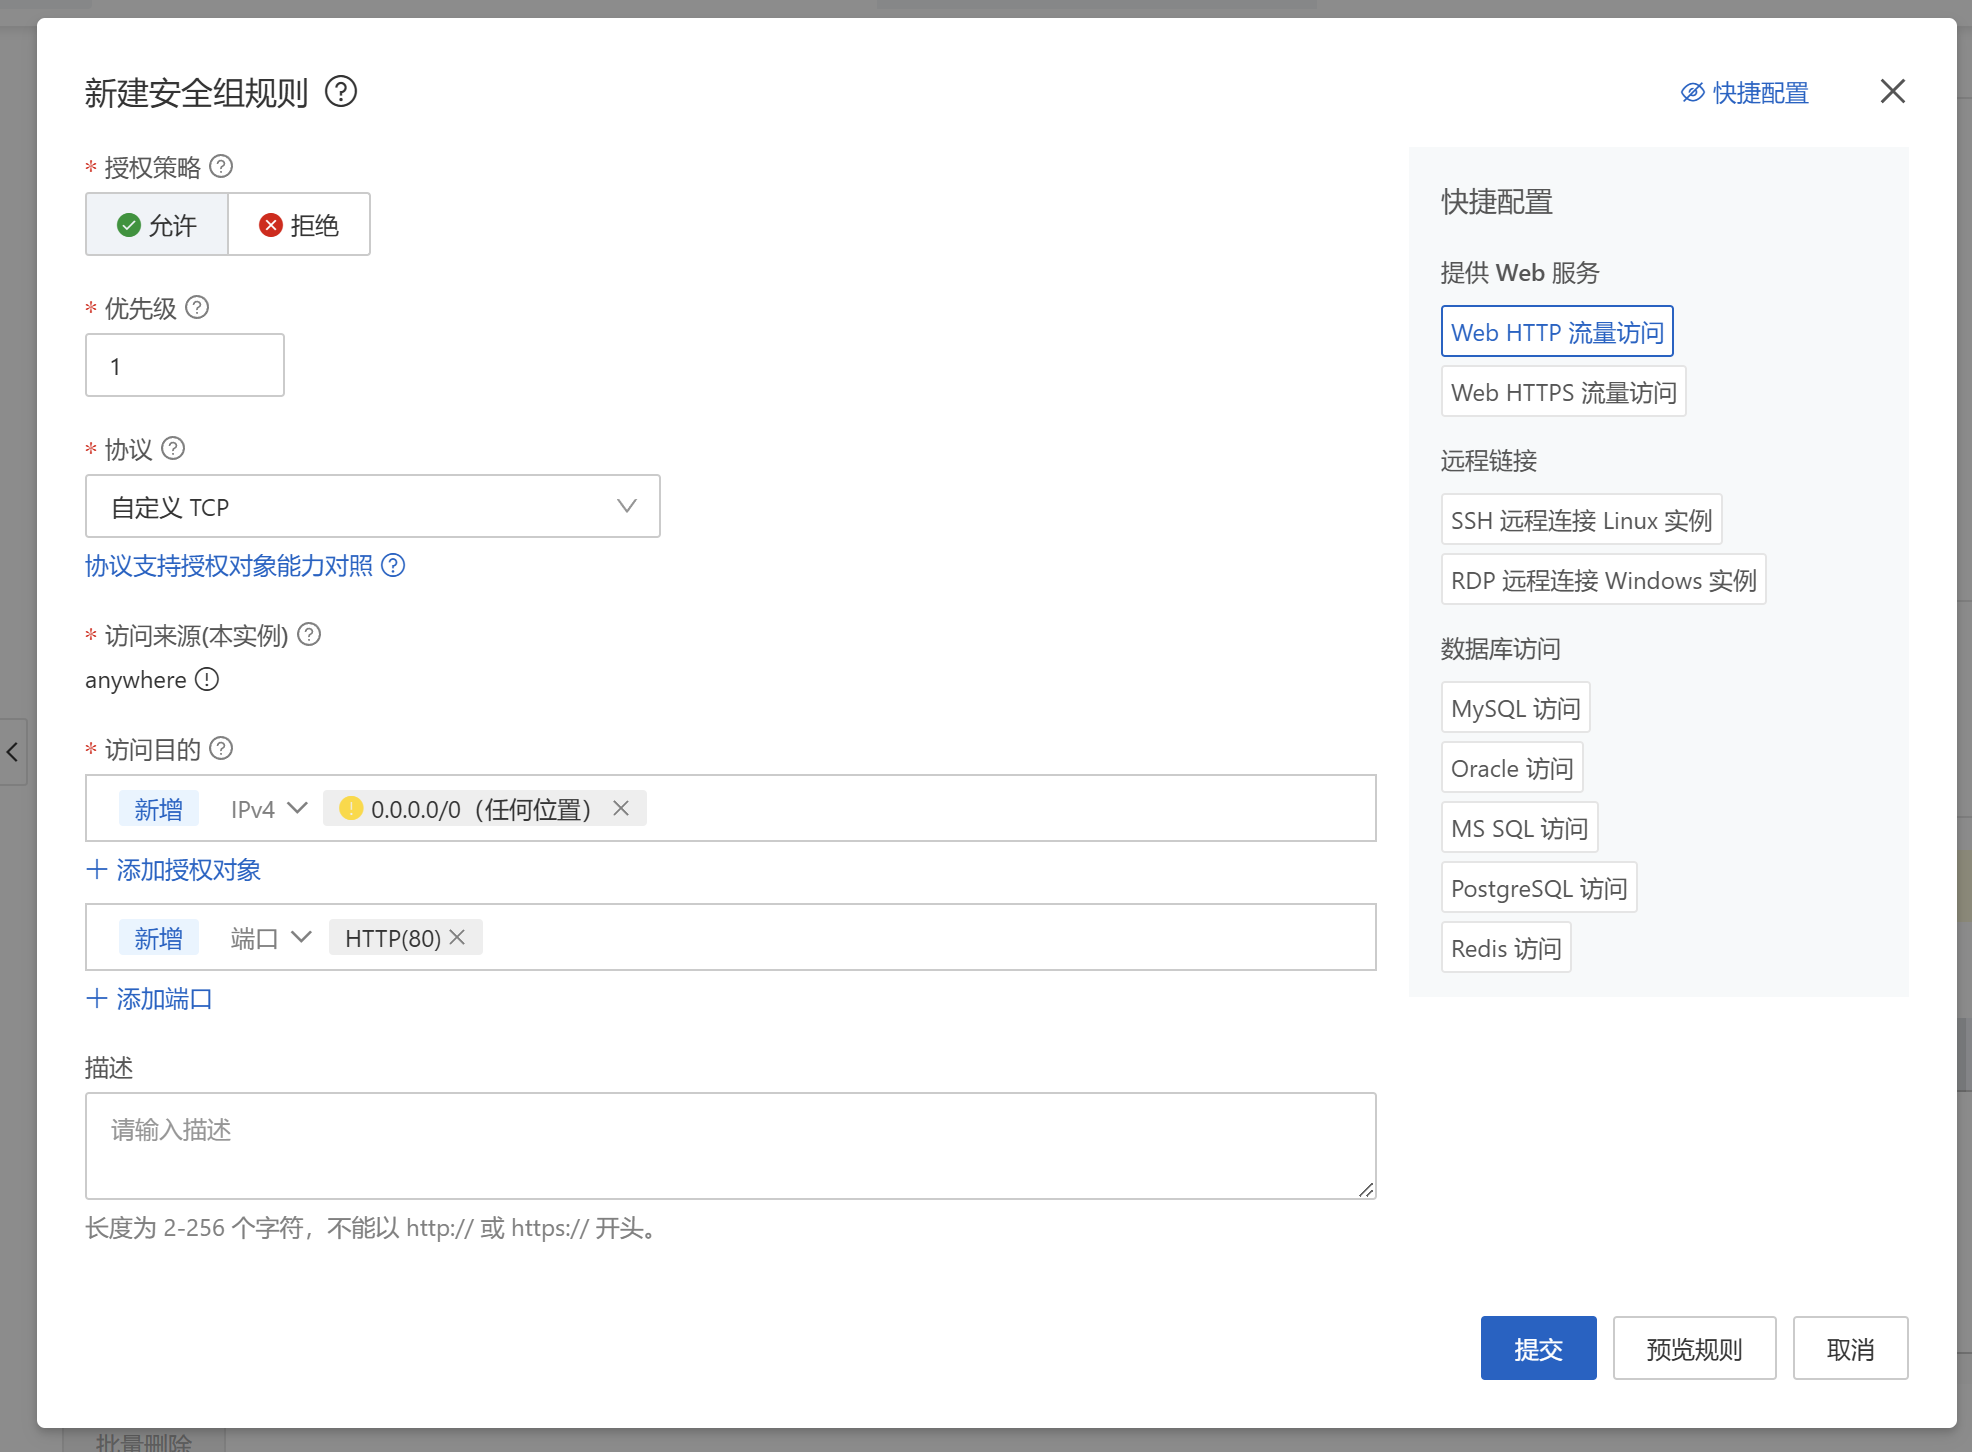 新建安全组规则
快捷配置
* 授权策略
允许
拒绝
* 优先级
1
* 协议
自定义 TCP
协议支持授权对象能力对照
* 访问来源(本实例)
anywhere
* 访问目的
新增 IPv4 0.0.0.0/0（任何位置）
添加授权对象
新增 端口 HTTP(80)
添加端口
描述
请输入描述
长度为 2-256 个字符，不能以 http:// 或 https:// 开头。
快捷配置
提供 Web 服务
Web HTTP 流量访问
Web HTTPS 流量访问
远程链接
SSH 远程连接 Linux 实例
RDP 远程连接 Windows 实例
数据库访问
MySQL 访问
Oracle 访问
MS SQL 访问
PostgreSQL 访问
Redis 访问
提交
预览规则
取消
批量删除